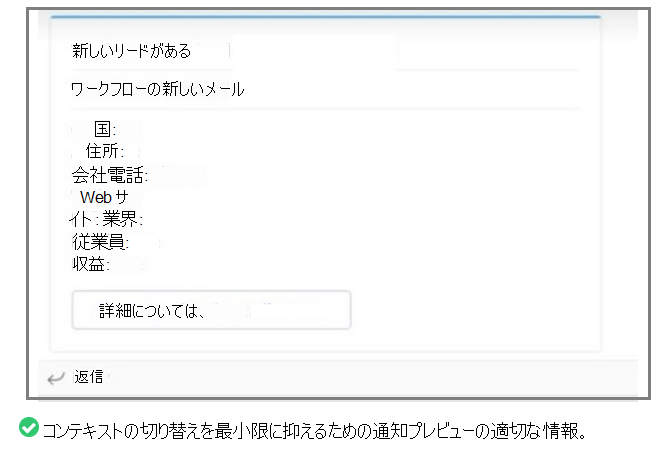 新しいリードがある
ワークフローの新しいメール
国:
住所:
会社電話:
Web サ
イト: 業界:
従業員:
収益:
詳細については、
返信
コンテキストの切り替えを最小限に抑えるための通知プレビューの適切な情報。